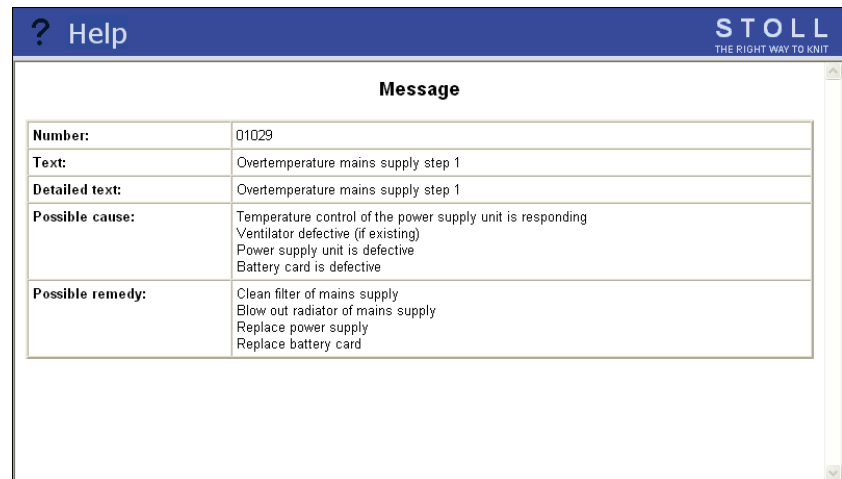 ? Help
STOLL
THE RIGHT WAY TO KNIT
Message
Number: 01029
Text: Overtemperature mains supply step 1
Detailed text: Overtemperature mains supply step 1
Possible cause: Temperature control of the power supply unit is responding
Ventilator defective (if existing)
Power supply unit is defective
Battery card is defective
Possible remedy: Clean filter of mains supply
Blow out radiator of mains supply
Replace power supply
Replace battery card